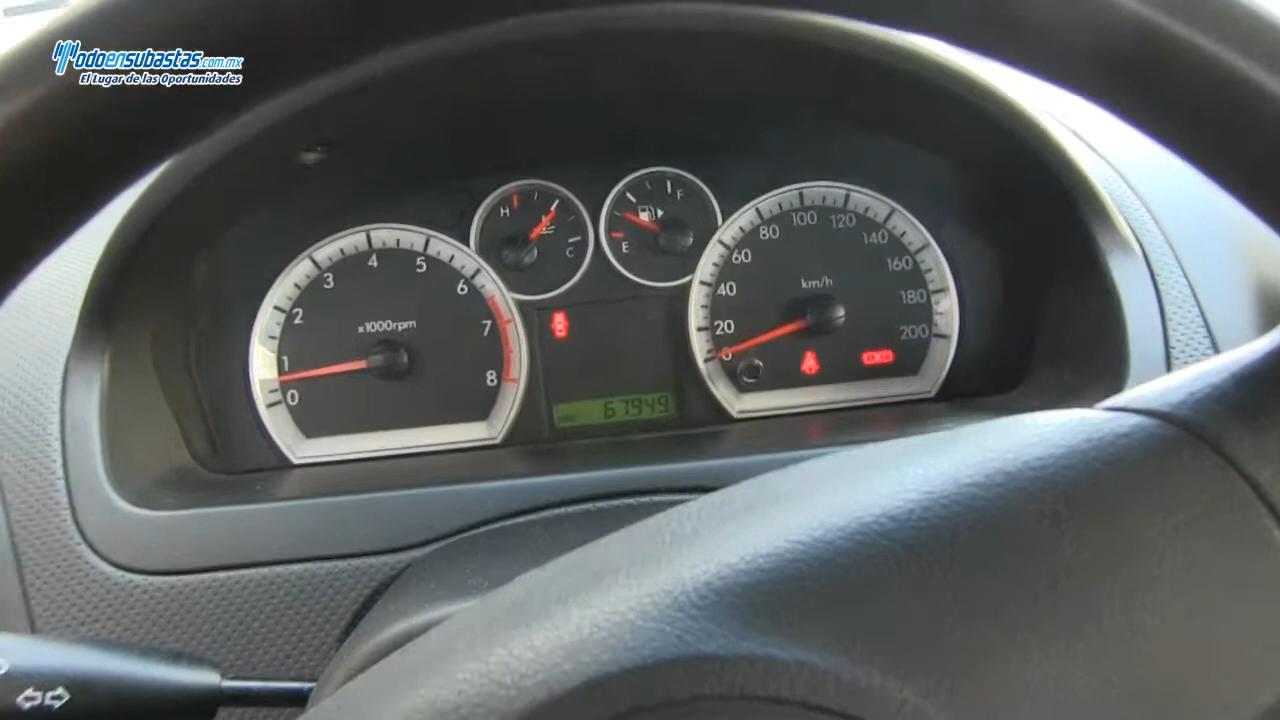 Todoensubastas.com.mx
El Lugar de las Oportunidades
H
C
F
E
0
1
2
3
4
5
6
7
8
x1000rpm
0
20
40
60
80
100
120
140
160
180
200
km/h
67949